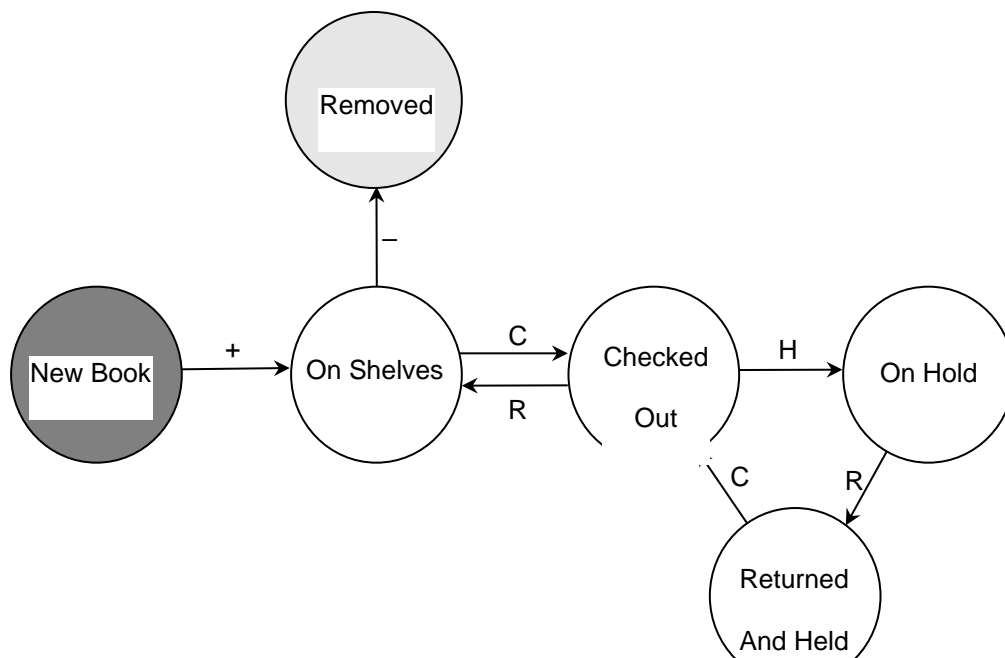 Removed
–
New Book
+
On Shelves
C
R
Checked
Out
H
On Hold
C
R
Returned
And Held